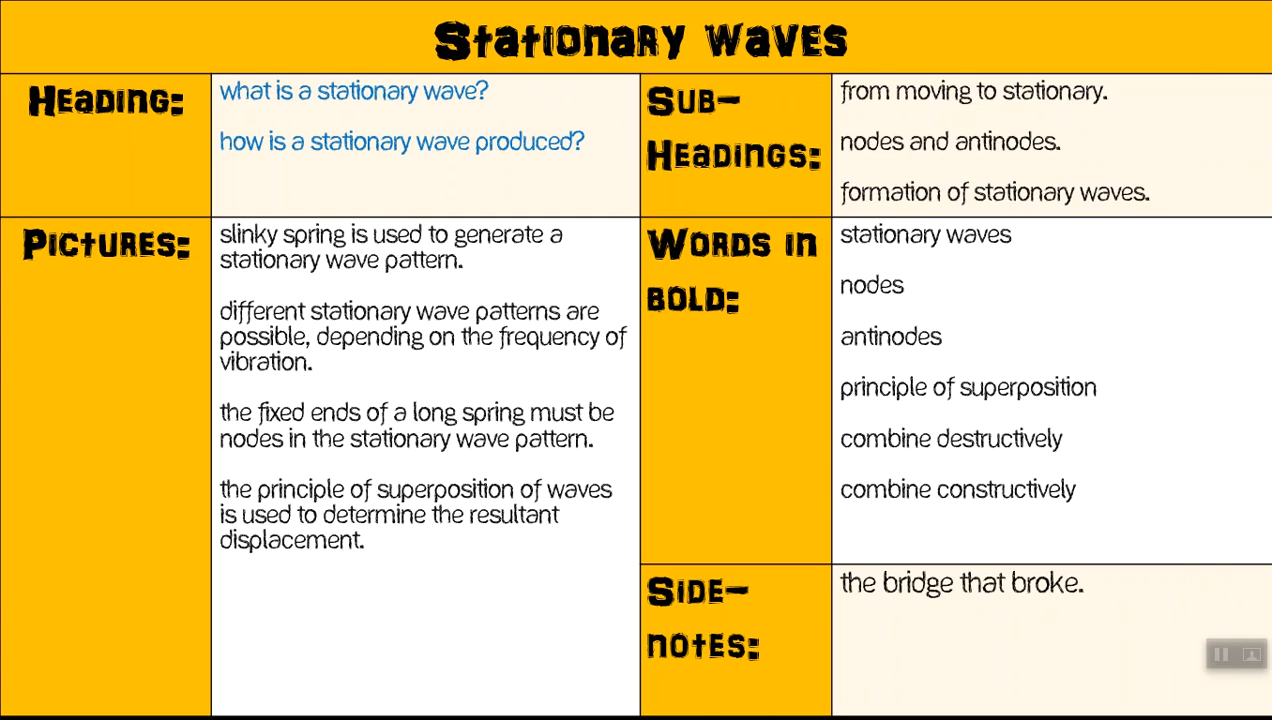 Stationary Waves
Heading:
what is a stationary wave?
how is a stationary wave produced?
Sub-
Headings:
from moving to stationary.
nodes and antinodes.
formation of stationary waves.
Pictures:
slinky spring is used to generate a
stationary wave pattern.
different stationary wave patterns are
possible, depending on the frequency of
vibration.
the fixed ends of a long spring must be
nodes in the stationary wave pattern.
the principle of superposition of waves
is used to determine the resultant
displacement.
Words in
bold:
stationary waves
nodes
antinodes
principle of superposition
combine destructively
combine constructively
Side-
notes:
the bridge that broke.